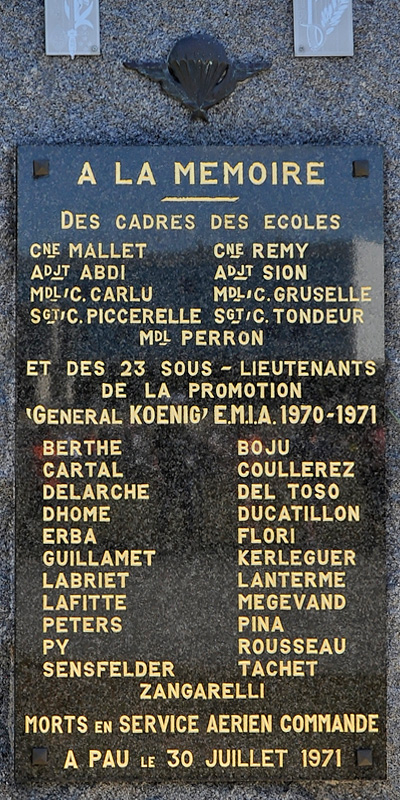 A LA MEMOIRE
DES CADRES DES ECOLES
CNE MALLET CNE REMY
ADJT ABDI ADJT SION
MDL/C. CARLU MDL/C. GRUSELLE
SGT/C. PICCERELLE SGT/C. TONDEUR
MDL PERRON
ET DES 23 SOUS - LIEUTENANTS
DE LA PROMOTION
'GENERAL KOENIG' E.M.I.A. 1970-1971
BERTHE BOJU
CARTAL COULLEREZ
DELARCHE DEL TOSO
DHOME DUCATILLON
ERBA FLORI
GUILLAMET KERLEGUER
LABRIET LANTERME
LAFITTE MEGEVAND
PETERS PINA
PY ROUSSEAU
SENSFELDER TACHET
ZANGARELLI
MORTS EN SERVICE AERIEN COMMANDE
A PAU LE 30 JUILLET 1971